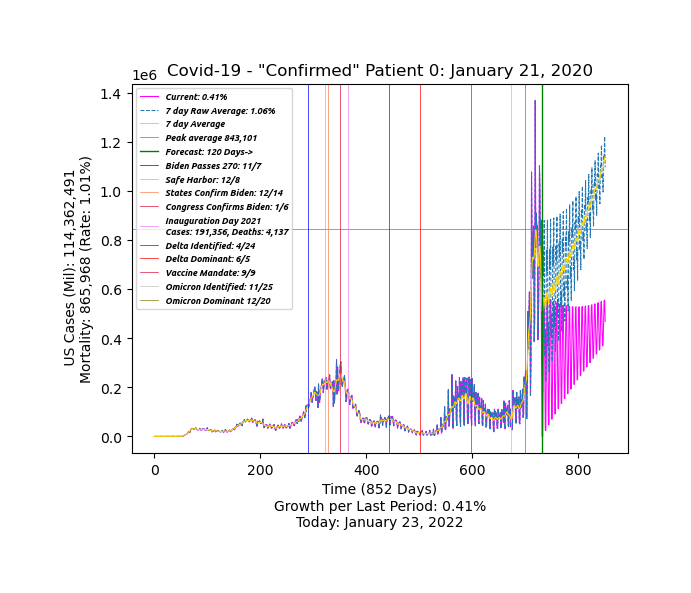 Covid-19 - "Confirmed" Patient 0: January 21, 2020
1e6
1.4
1.2
1.0
0.8
0.6
0.4
0.2
0.0
US Cases (Mil): 114,362,491
Mortality: 865,968 (Rate: 1.01%)
Current: 0.41%
7 day Raw Average: 1.06%
7 day Average
Peak average 843,101
Forecast: 120 Days->
Biden Passes 270: 11/7
Safe Harbor: 12/8
States Confirm Biden: 12/14
Congress Confirms Biden: 1/6
Inauguration Day 2021
Cases: 191,356, Deaths: 4,137
Delta Identified: 4/24
Delta Dominant: 6/5
Vaccine Mandate: 9/9
Omicron Identified: 11/25
Omicron Dominant 12/20
0 200 400 600 800
Time (852 Days)
Growth per Last Period: 0.41%
Today: January 23, 2022